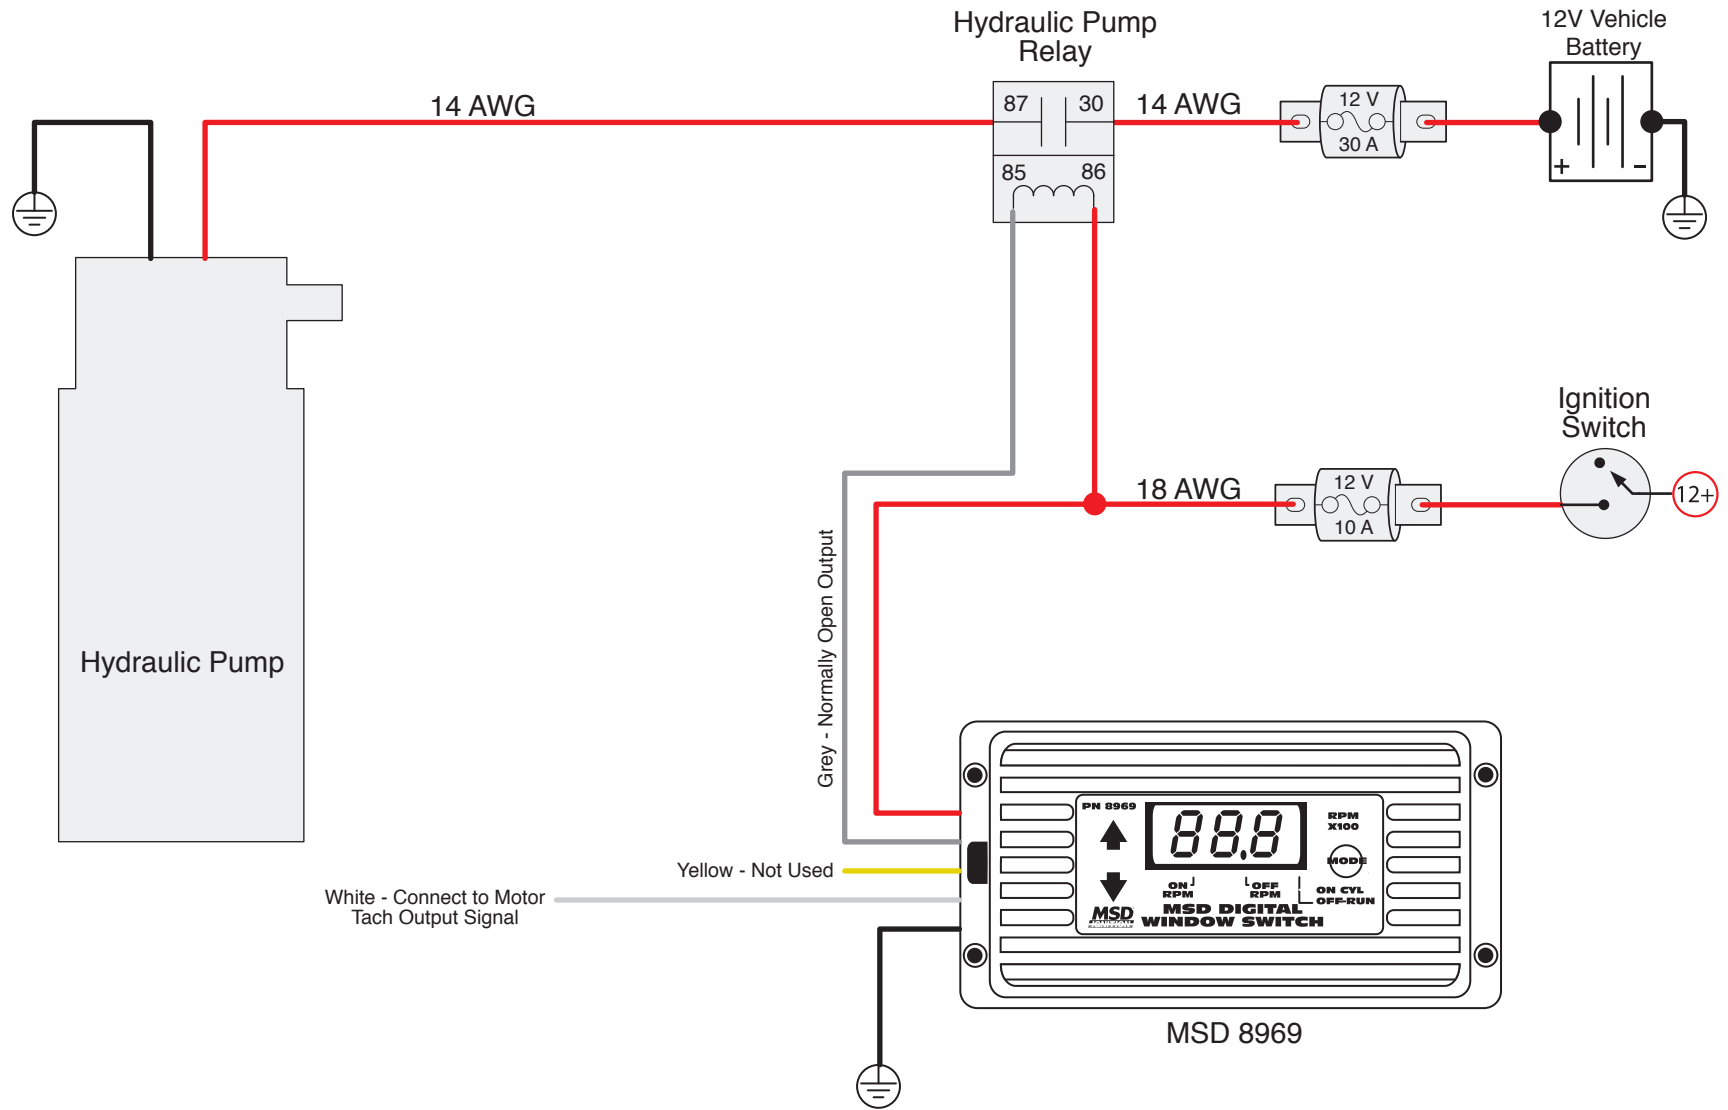 Hydraulic Pump
Relay
12V Vehicle
Battery
14 AWG
87
30
14 AWG
12 V
30 A
+
−
85
86
Ignition
Switch
18 AWG
12 V
10 A
12+
Grey - Normally Open Output
Hydraulic Pump
PN 8969
88.8
RPM
X100
MODE
ON
RPM
OFF
RPM
ON CYL
OFF-RUN
MSD
IGNITION
MSD DIGITAL
WINDOW SWITCH
Yellow - Not Used
White - Connect to Motor
Tach Output Signal
MSD 8969